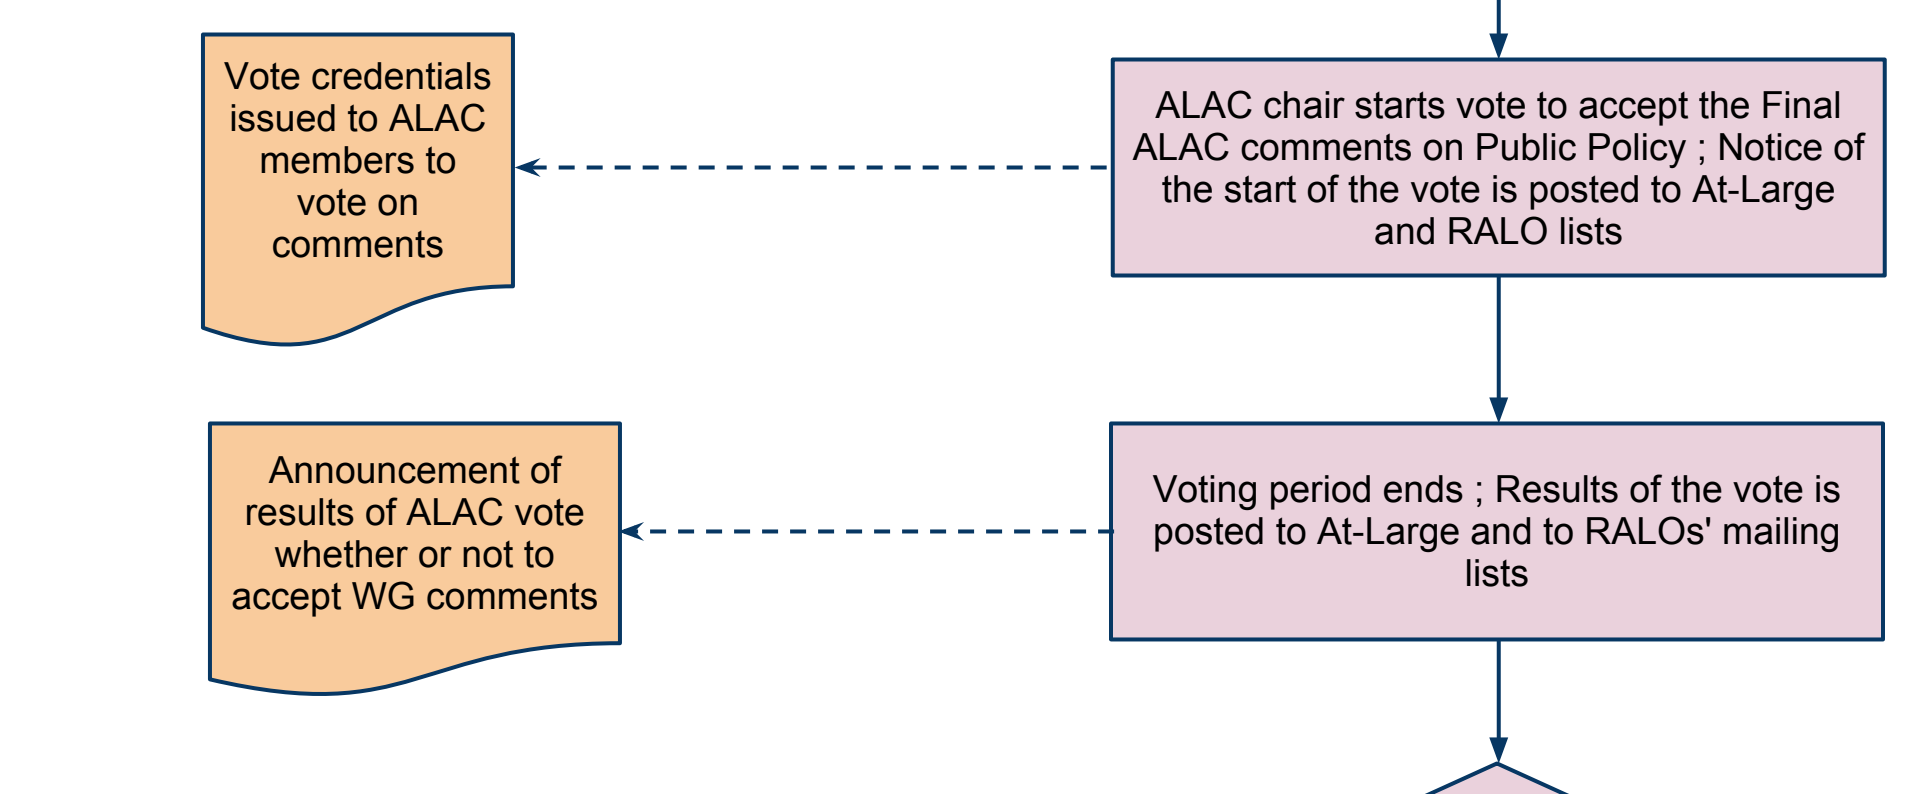 Vote credentials
issued to ALAC
members to
vote on
comments
ALAC chair starts vote to accept the Final
ALAC comments on Public Policy ; Notice of
the start of the vote is posted to At-Large
and RALO lists
Announcement of
results of ALAC vote
whether or not to
accept WG comments
Voting period ends ; Results of the vote is
posted to At-Large and to RALOs' mailing
lists